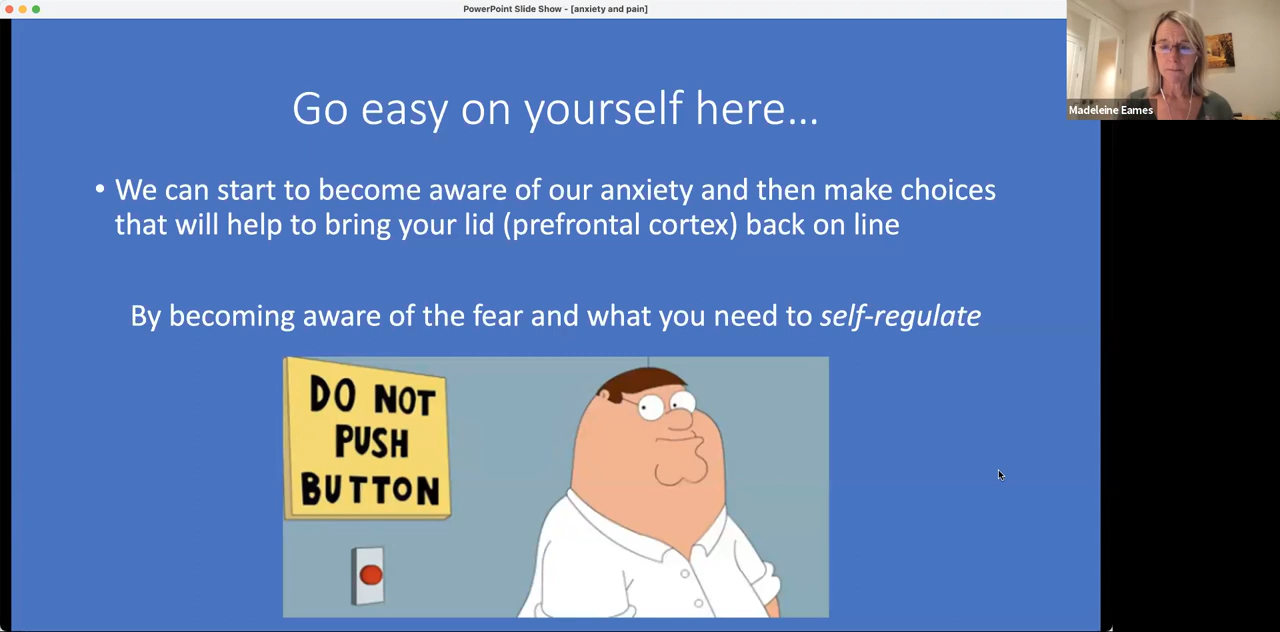 PowerPoint Slide Show - [anxiety and pain]
Madeleine Eames
Go easy on yourself here...
• We can start to become aware of our anxiety and then make choices
that will help to bring your lid (prefrontal cortex) back on line
By becoming aware of the fear and what you need to self-regulate
DO NOT
PUSH
BUTTON